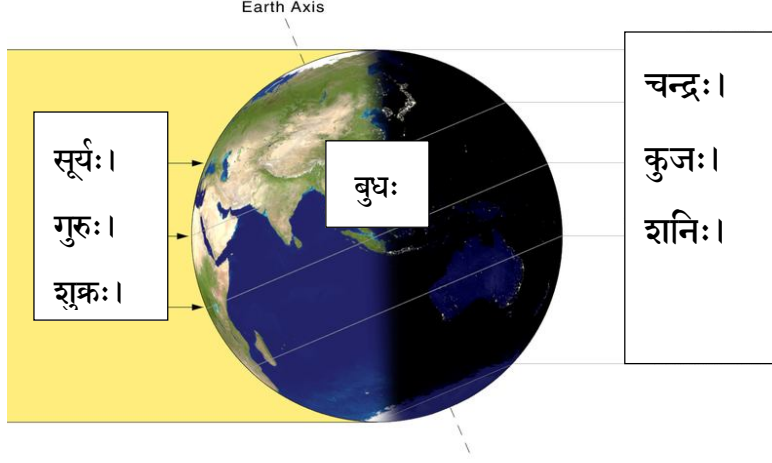 Earth Axis
सूर्यः।
गुरुः।
शुक्रः।
बुधः
चन्द्रः।
कुजः।
शनिः।